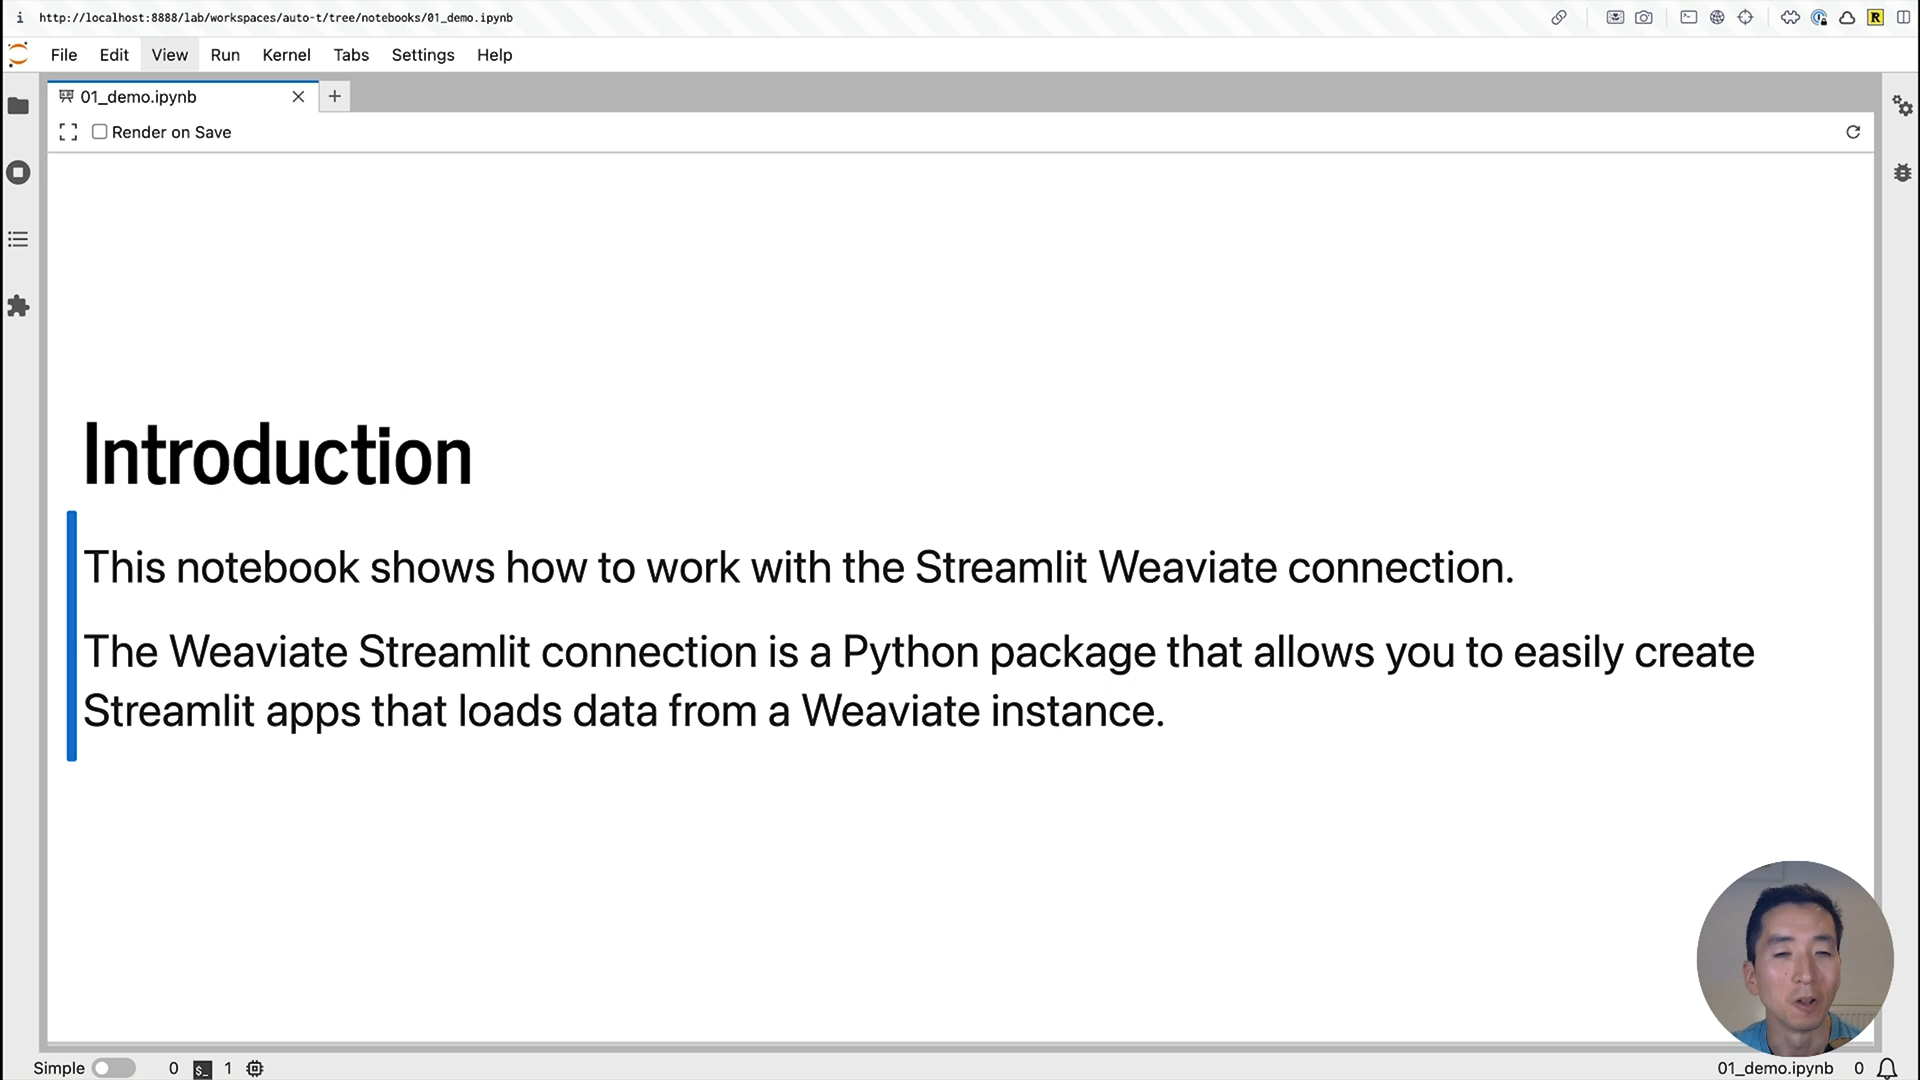 i http://localhost:8888/lab/workspaces/auto-t/tree/notebooks/01_demo.ipynb R
File Edit View Run Kernel Tabs Settings Help
01_demo.ipynb
Render on Save
Introduction
This notebook shows how to work with the Streamlit Weaviate connection.
The Weaviate Streamlit connection is a Python package that allows you to easily create
Streamlit apps that loads data from a Weaviate instance.
Simple 0 $_ 1 01_demo.ipynb 0